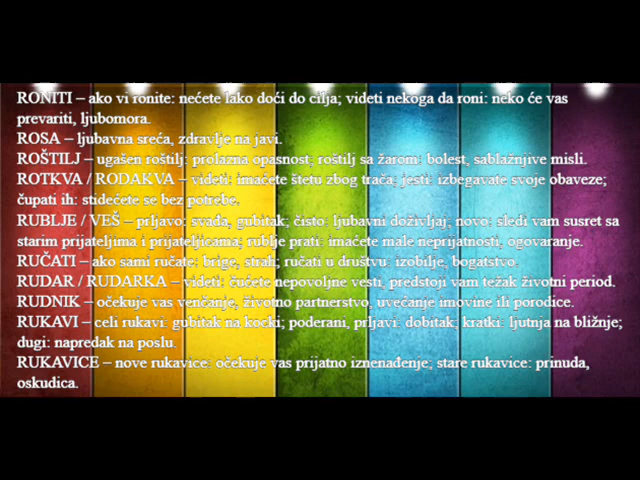 RONITI – ako vi ronite: nećete lako doći do cilja; videti nekoga da roni: neko će vas
prevariti, ljubomora.
ROSA – ljubavna sreća, zdravlje na javi.
ROŠTILJ – ugašen roštilj: prolazna opasnost; roštilj sa žarom: bolest, sablažnjive misli.
ROTKVA / RODAKVA – videti: imaćete štetu zbog trača; jesti: izbegavate svoje obaveze;
čupati ih: stidećete se bez potrebe.
RUBLJE / VEŠ – prljavo: svađa, gubitak; čisto: ljubavni doživljaj, novo: sledi vam susret sa
starim prijateljima i prijateljicama; rublje prati: imaćete male neprijatnosti, ogovaranje.
RUČATI – ako sami ručate: brige, strah; ručati u društvu: izobilje, bogatstvo.
RUDAR / RUDARKA – videti: čućete nepovoljne vesti, predstoji vam težak životni period.
RUDNIK – očekuje vas venčanje, životno partnerstvo, uvećanje imovine ili porodice.
RUKAVI – celi rukavi: gubitak na kocki; poderani, prljavi: dobitak; kratki: ljutnja na bližnje;
dugi: napredak na poslu.
RUKAVICE – nove rukavice: očekuje vas prijatno iznenađenje; stare rukavice: prinuda,
oskudica.